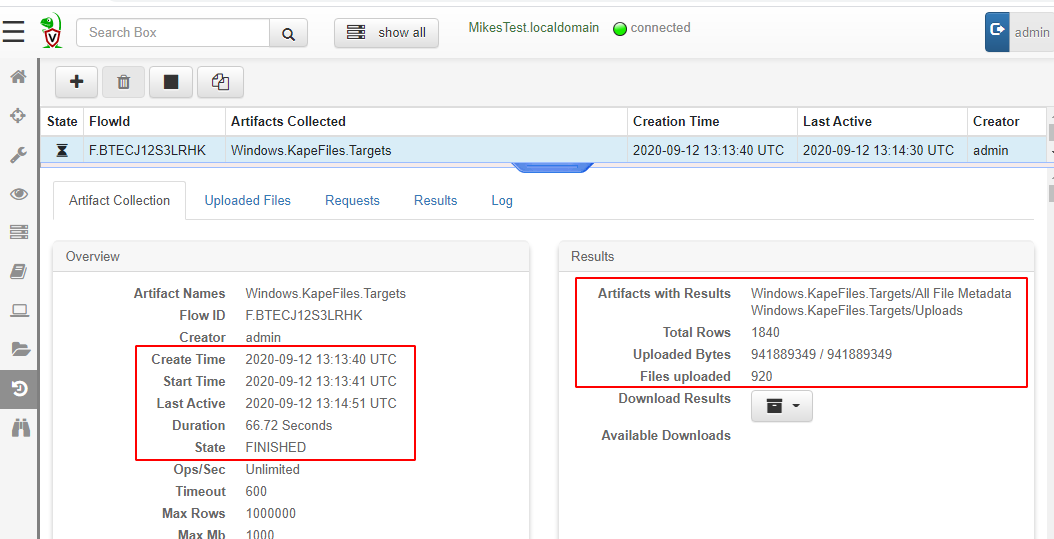 Search Box
show all
MikesTest.localdomain
connected
admin
State FlowId Artifacts Collected Creation Time Last Active Creator
F.BTECJ12S3LRHK Windows.KapeFiles.Targets 2020-09-12 13:13:40 UTC 2020-09-12 13:14:30 UTC admin
Artifact Collection Uploaded Files Requests Results Log
Overview
Artifact Names Windows.KapeFiles.Targets
Flow ID F.BTECJ12S3LRHK
Creator admin
Create Time 2020-09-12 13:13:40 UTC
Start Time 2020-09-12 13:13:41 UTC
Last Active 2020-09-12 13:14:51 UTC
Duration 66.72 Seconds
State FINISHED
Ops/Sec Unlimited
Timeout 600
Max Rows 1000000
Max Mb 1000
Results
Artifacts with Results Windows.KapeFiles.Targets/All File Metadata
Windows.KapeFiles.Targets/Uploads
Total Rows 1840
Uploaded Bytes 941889349 / 941889349
Files uploaded 920
Download Results
Available Downloads